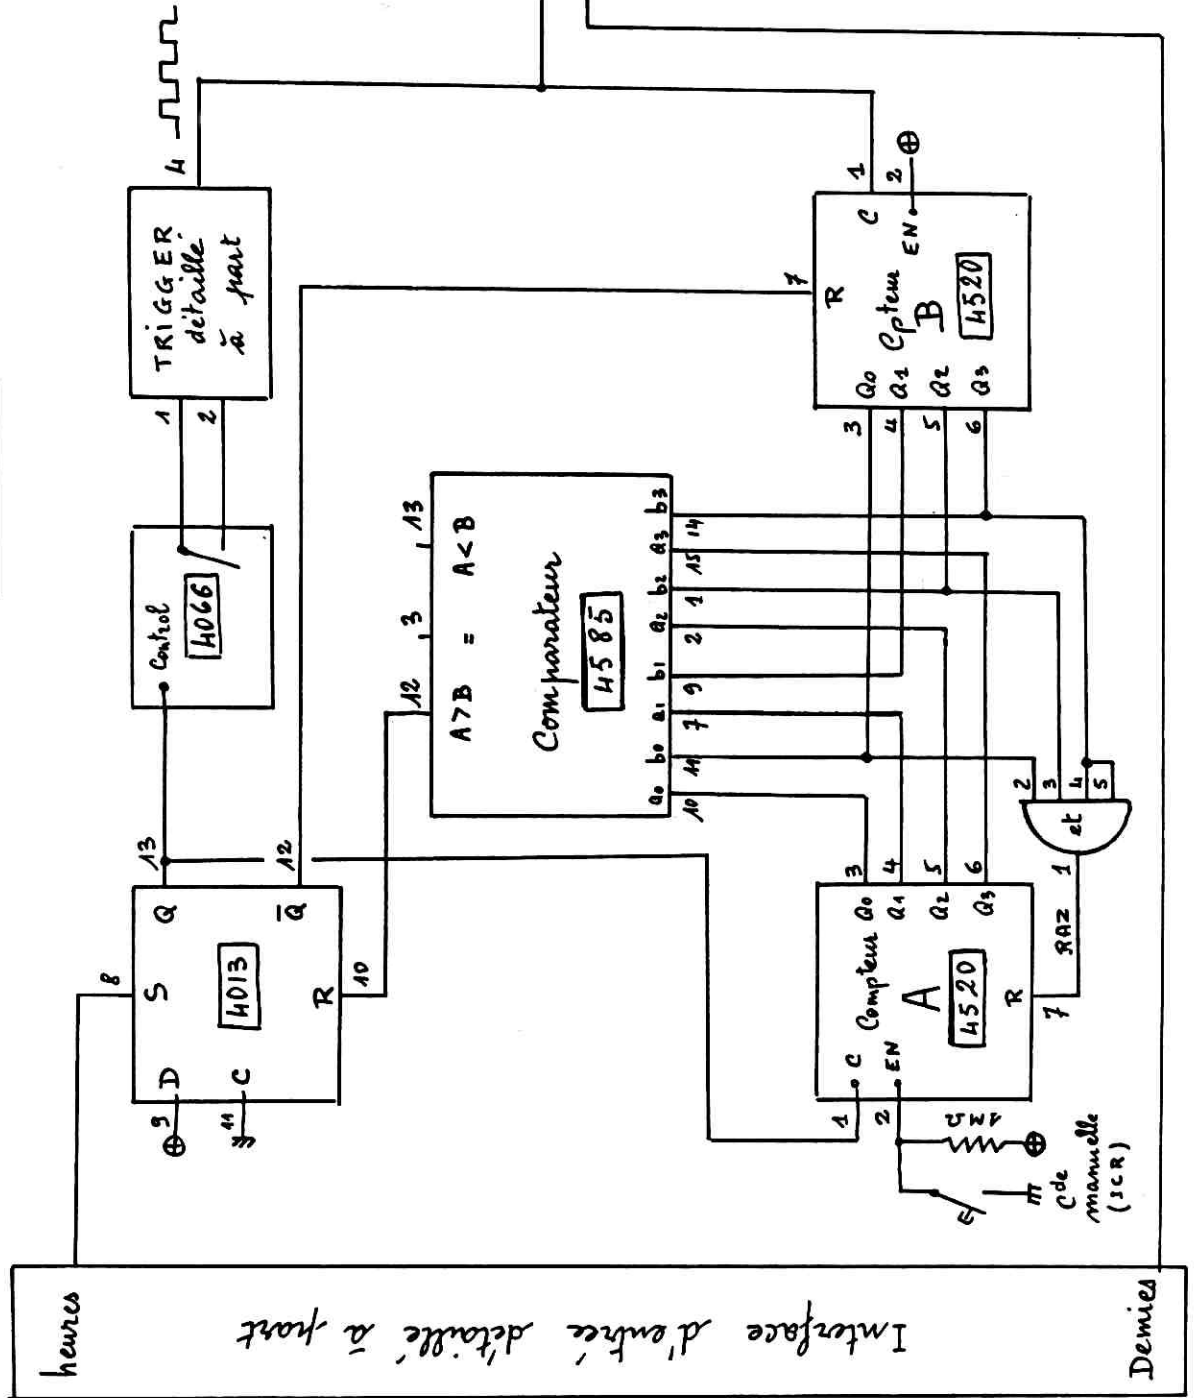 heures
Interface d'entrée détaillé à part
Demies
9
D
11
C
8
S
4013
R
10
Q
13
Q̅
12
Control
4066
1
2
TRIGGER
détaillé
à part
4
12
3
13
A>B = A<B
Comparateur
4585
a0 b0 a1 b1 a2 b2 a3 b3
10 11 7 9 2 1 15 14
1
C
2
EN
Compteur
A
4520
R
7
Q0
Q1
Q2
Q3
3
4
5
6
1MΩ
Cde
manuelle
(SCR)
RAZ
1
et
2
3
4
5
3
4
5
6
Q0
Q1
Q2
Q3
Cpteur
B
4520
R
7
C
1
EN
2